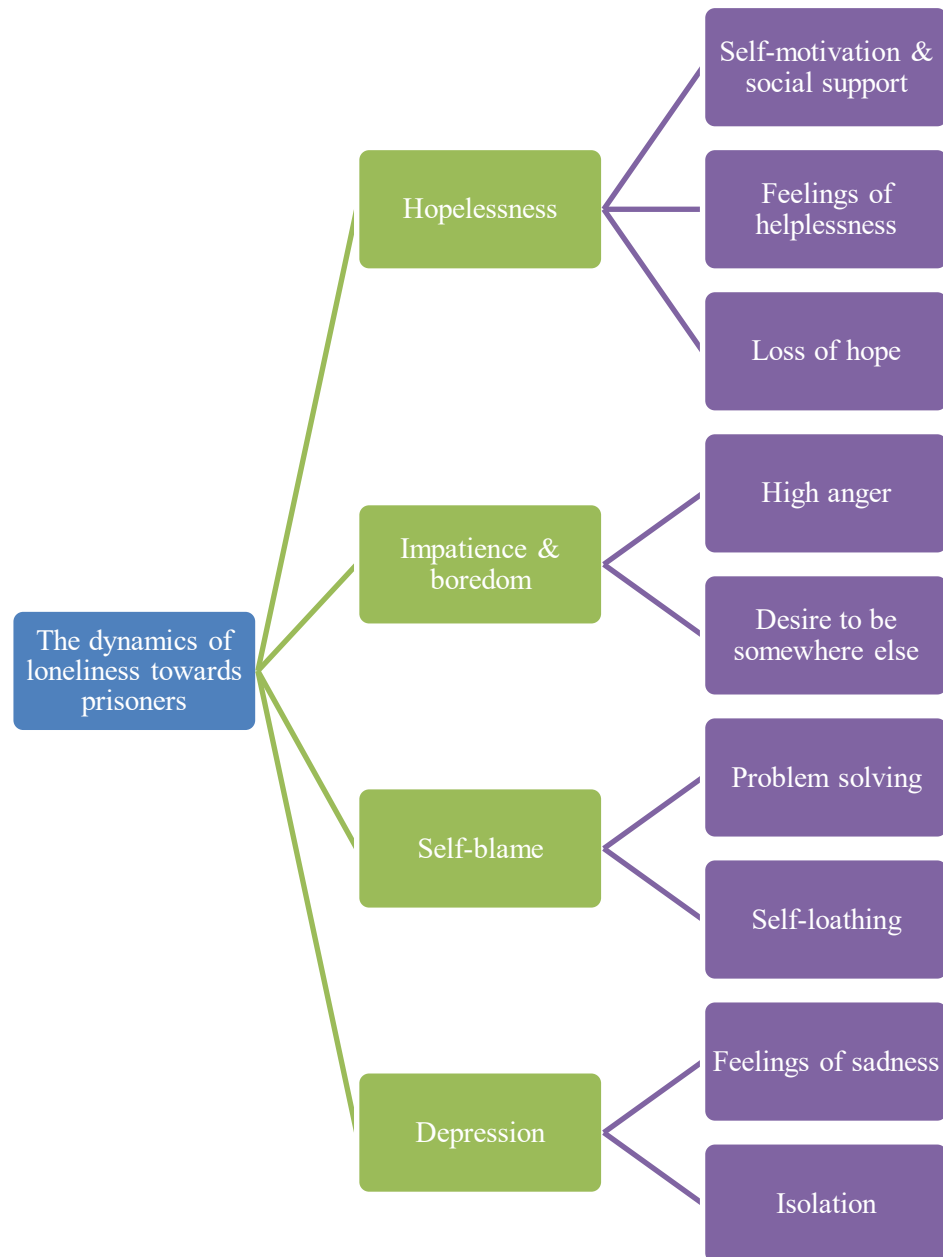 The dynamics of
loneliness towards
prisoners
Hopelessness
Self-motivation &
social support
Feelings of
helplessness
Loss of hope
Impatience &
boredom
High anger
Desire to be
somewhere else
Self-blame
Problem solving
Self-loathing
Depression
Feelings of sadness
Isolation